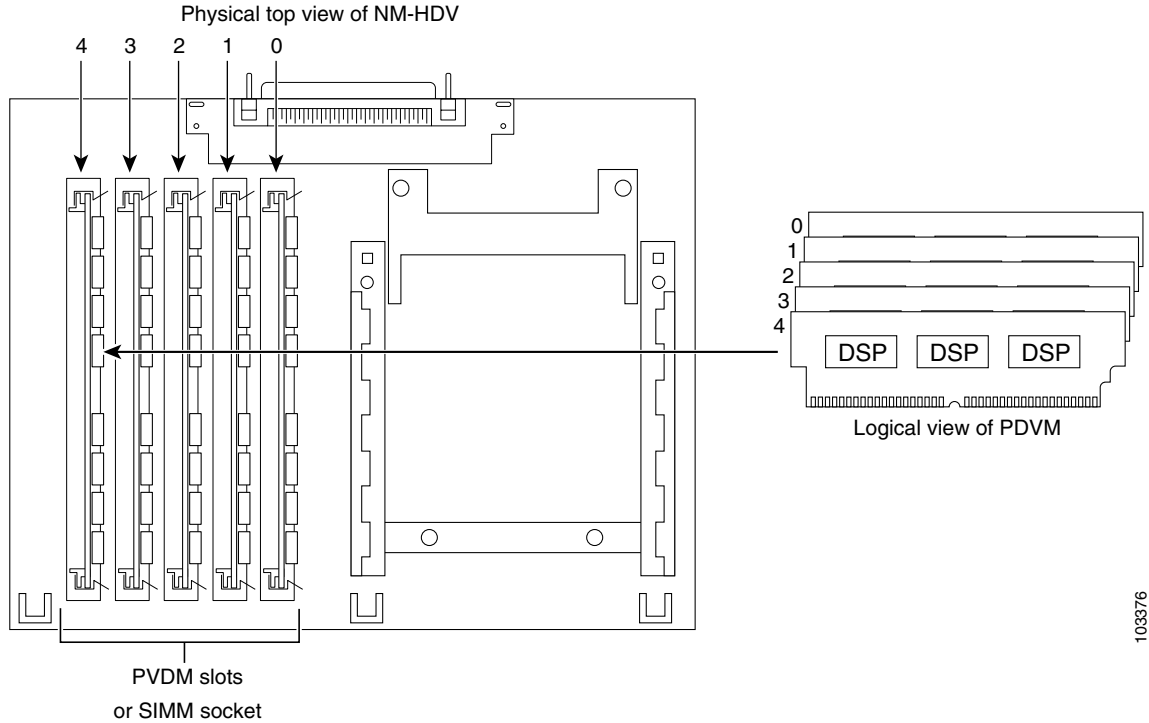 Physical top view of NM-HDV
4 3 2 1 0
0
1
2
3
4
DSP DSP DSP
Logical view of PDVM
PVDM slots
or SIMM socket
103376